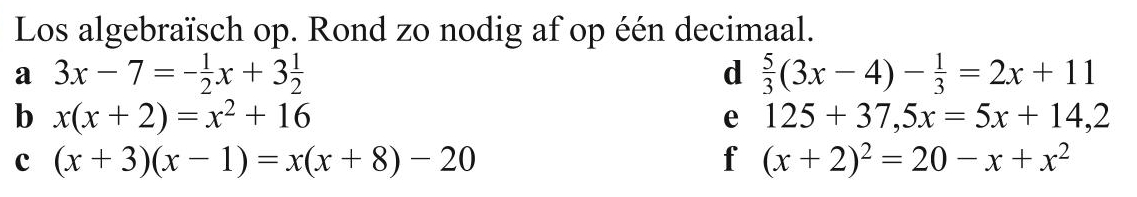 Los algebraïsch op. Rond zo nodig af op één decimaal.
a 3x − 7 = −½x + 3½
b x(x + 2) = x² + 16
c (x + 3)(x − 1) = x(x + 8) − 20
d 5/3(3x − 4) − 1/3 = 2x + 11
e 125 + 37,5x = 5x + 14,2
f (x + 2)² = 20 − x + x²